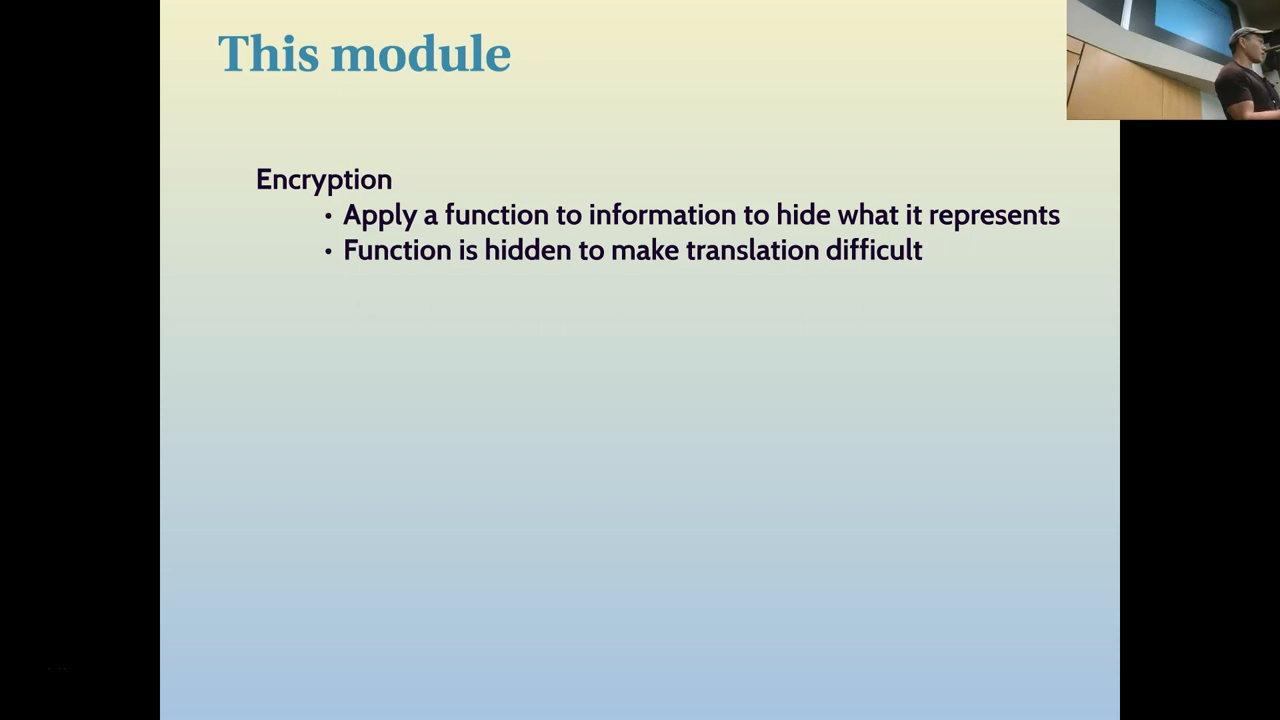 This module
Encryption
• Apply a function to information to hide what it represents
• Function is hidden to make translation difficult